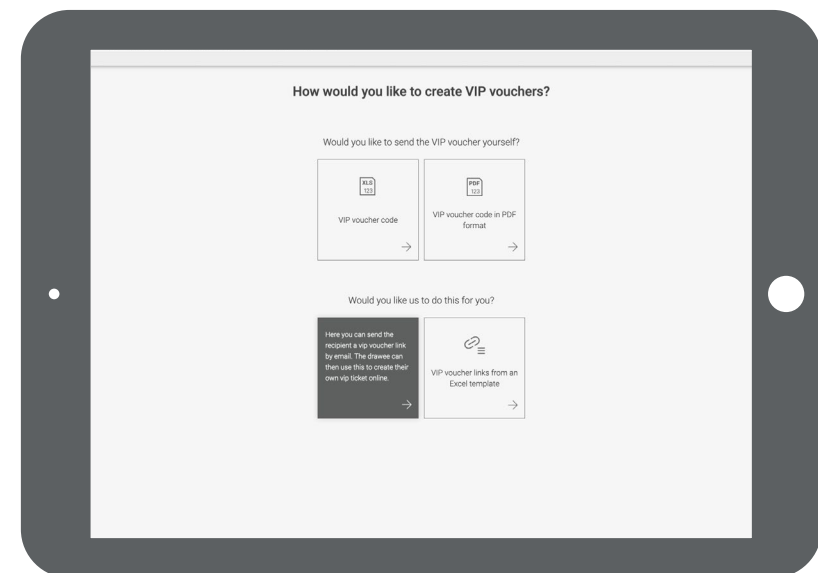 How would you like to create VIP vouchers?
Would you like to send the VIP voucher yourself?
XLS
123
VIP voucher code
PDF
123
VIP voucher code in PDF
format
Would you like us to do this for you?
Here you can send the
recipient a vip voucher link
by email. The drawee can
then use this to create their
own vip ticket online.
VIP voucher links from an
Excel template